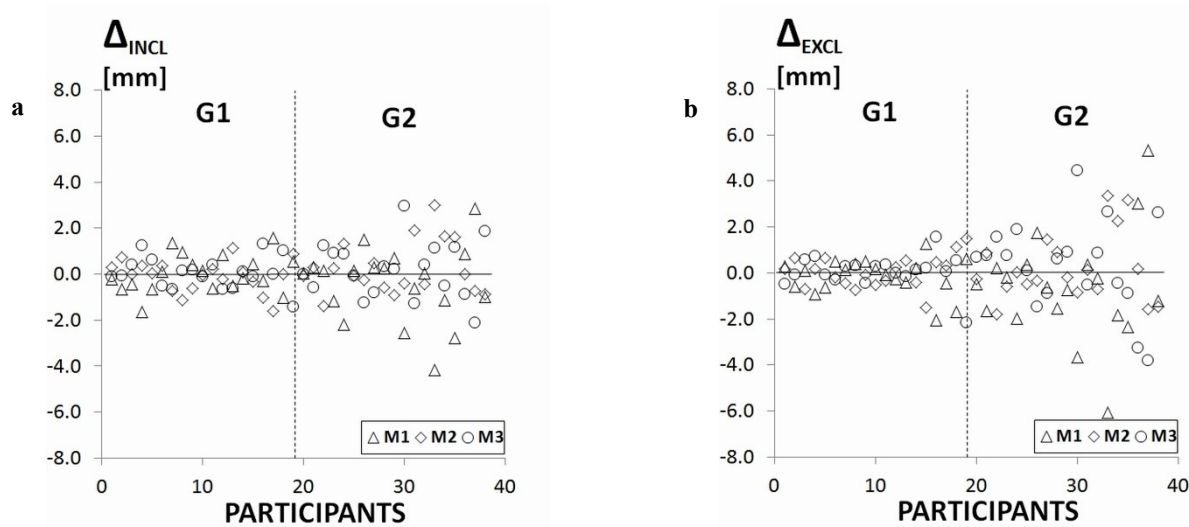 a
Δ INCL
[mm]
8.0
6.0
4.0
2.0
0.0
-2.0
-4.0
-6.0
-8.0
G1
G2
△ M1 ◇ M2 ○ M3
0 10 20 30 40
PARTICIPANTS
b
Δ EXCL
[mm]
8.0
6.0
4.0
2.0
0.0
-2.0
-4.0
-6.0
-8.0
G1
G2
△ M1 ◇ M2 ○ M3
0 10 20 30 40
PARTICIPANTS